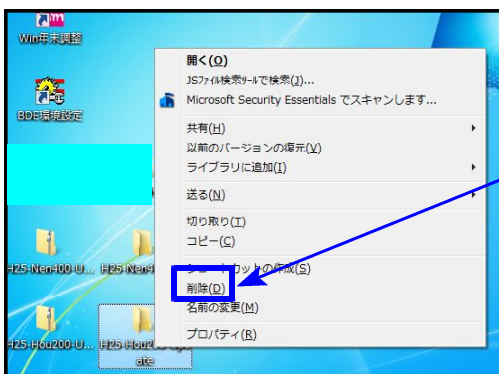 Win年末調整
BDE環境設定
H25-Nen400-U...
H25-Nen4
H25-Hou200-U...
H25-Hou2
ate
開く(O)
JSファイル検索ツールで検索(J)...
Microsoft Security Essentials でスキャンします...
共有(H)
以前のバージョンの復元(V)
ライブラリに追加(I)
送る(N)
切り取り(T)
コピー(C)
ショートカットの作成(S)
削除(D)
名前の変更(M)
プロパティ(R)